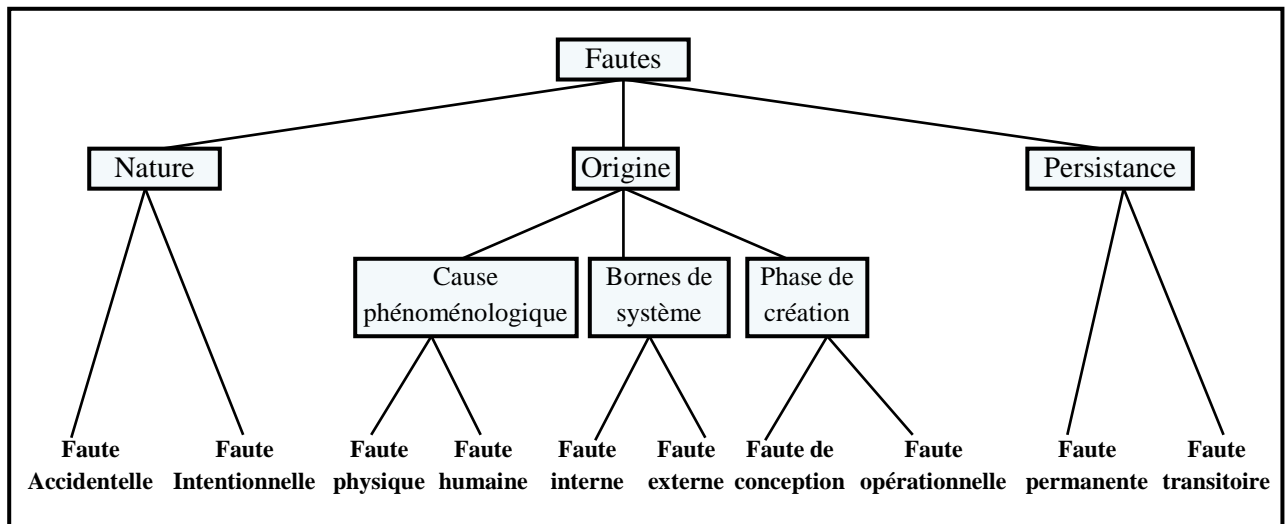 Fautes
Nature
Origine
Persistance
Cause
phénoménologique
Bornes de
système
Phase de
création
Faute
Accidentelle
Faute
Intentionnelle
Faute
physique
Faute
humaine
Faute
interne
Faute
externe
Faute de
conception
Faute
opérationnelle
Faute
permanente
Faute
transitoire